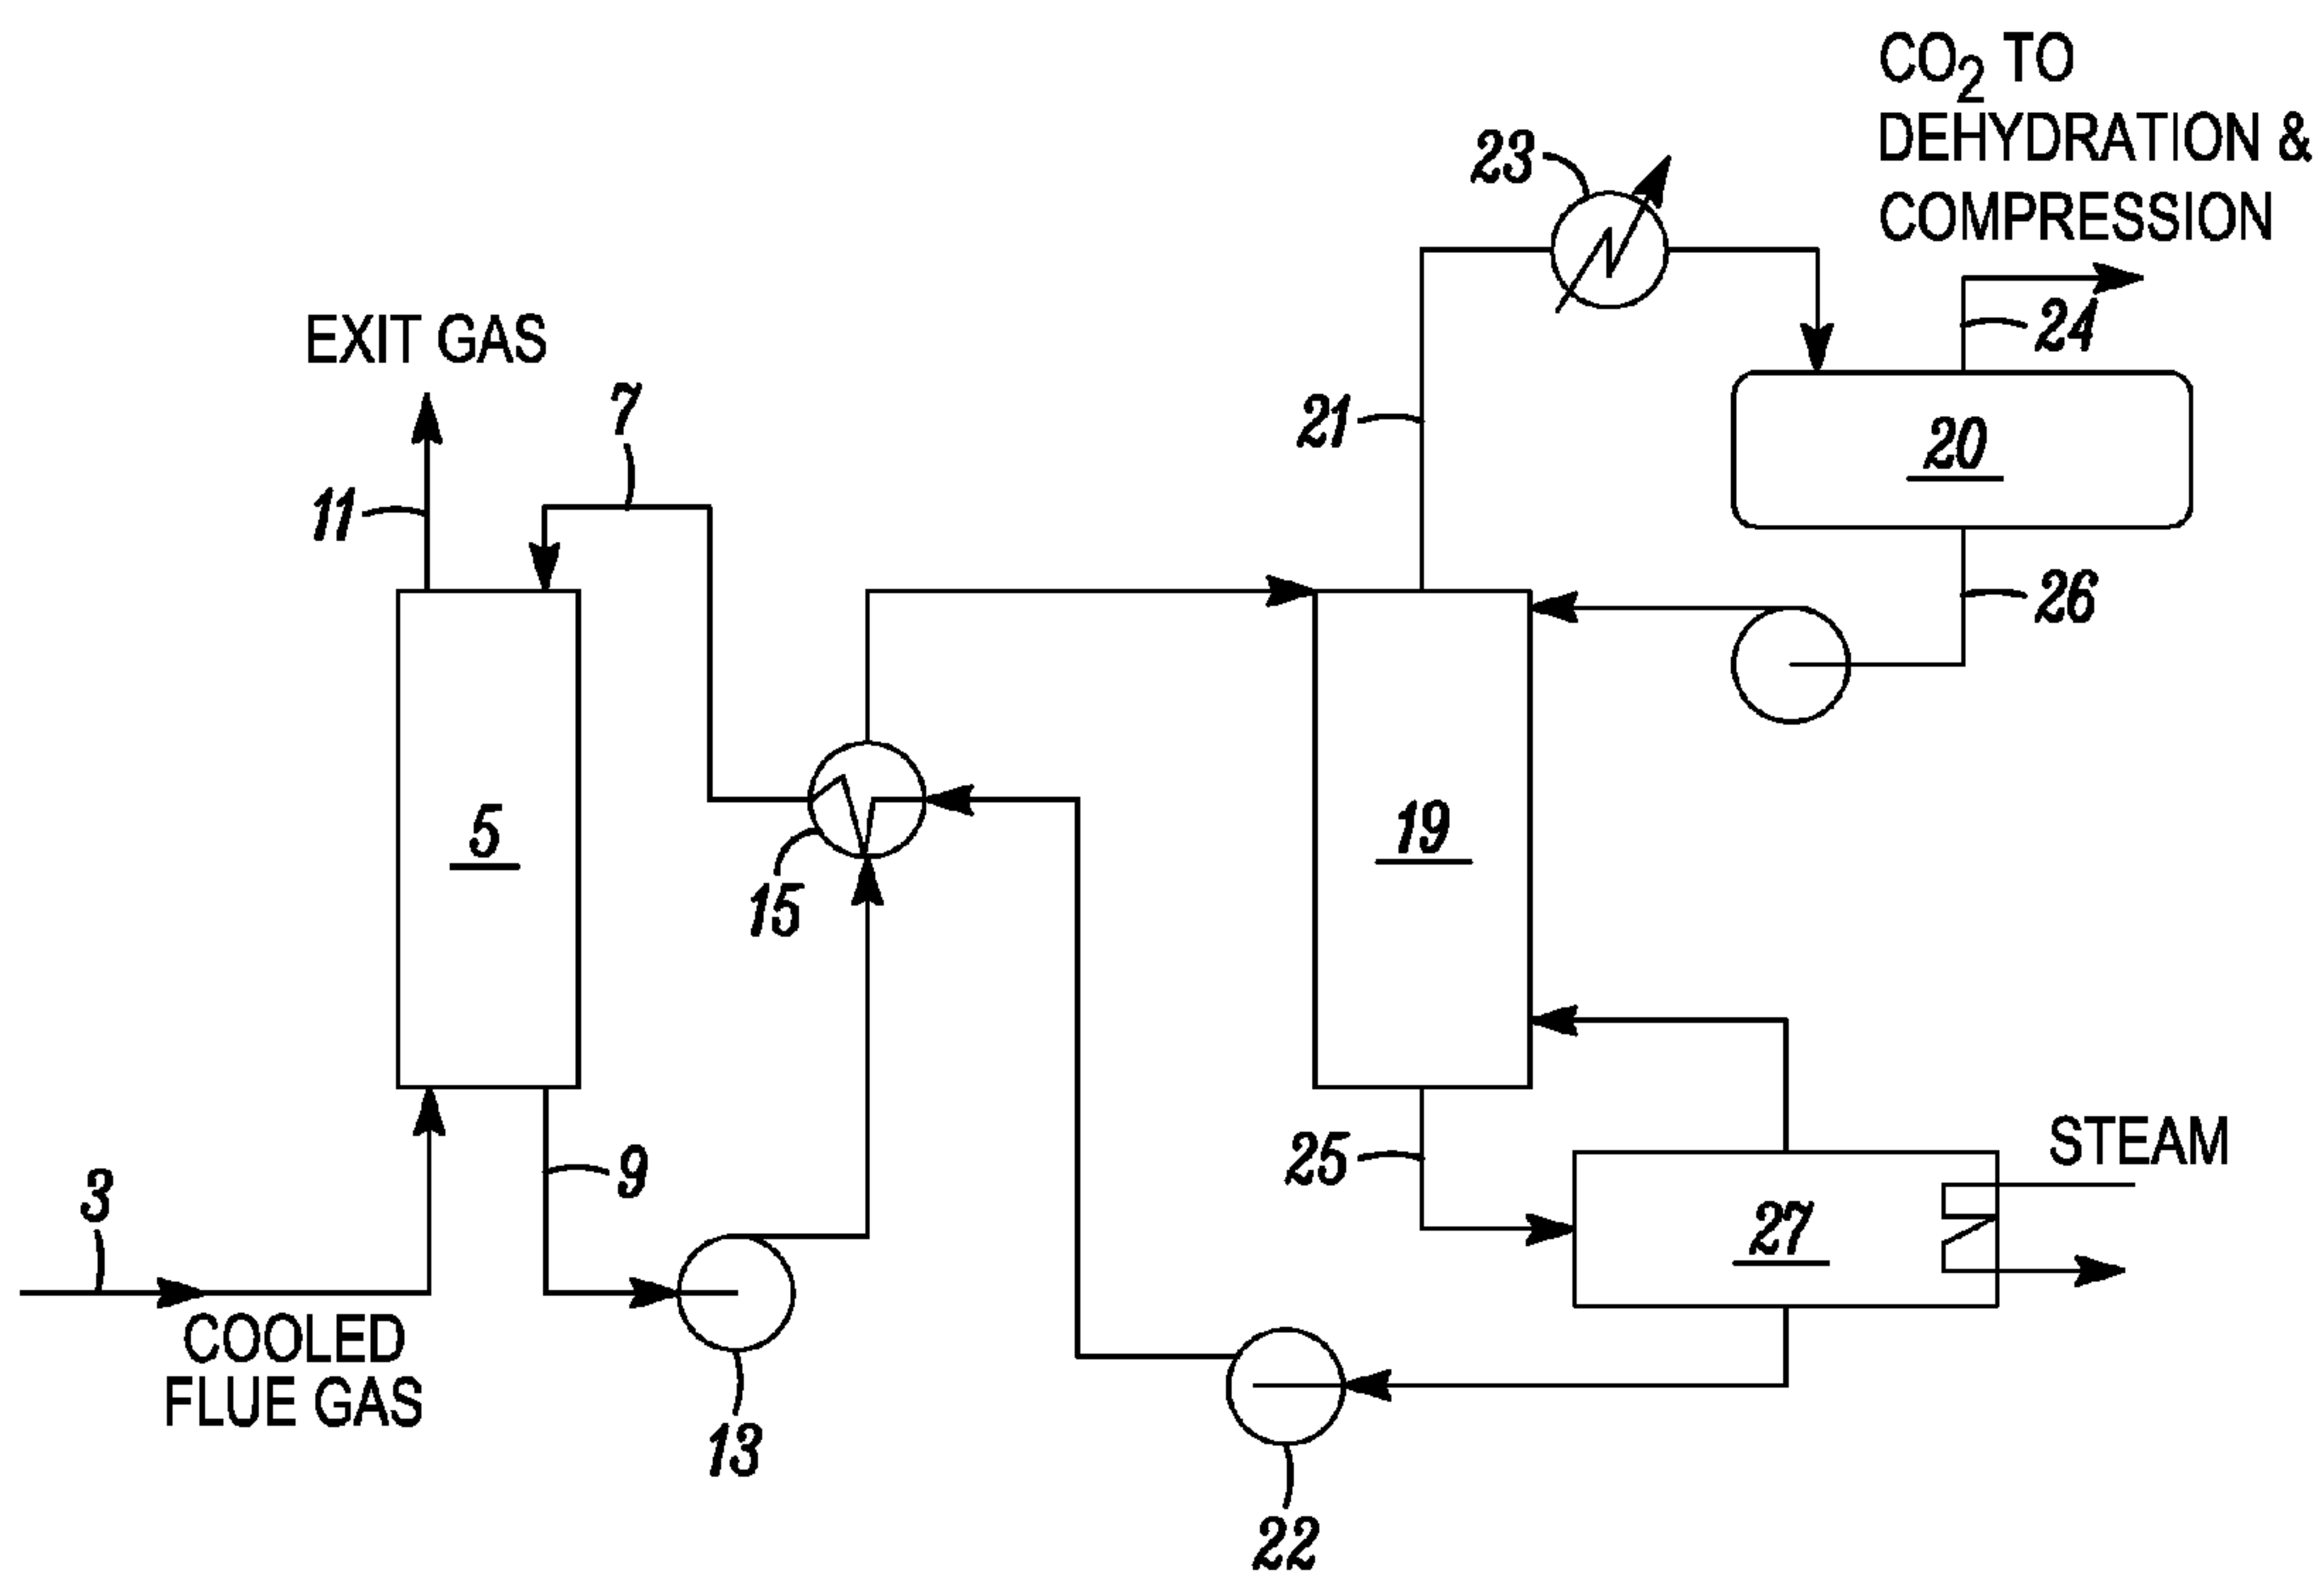 CO2 TO
DEHYDRATION &
COMPRESSION
23
24
EXIT GAS
7
21
20
11
26
5
19
15
STEAM
25
9
3
27
COOLED
FLUE GAS
13
22